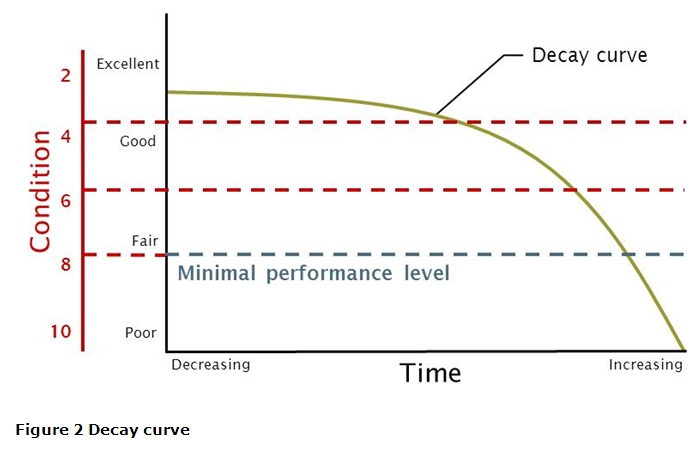 Decay curve
Excellent
2
4
Good
6
Condition
Fair
8
Minimal performance level
10
Poor
Decreasing
Increasing
Time
Figure 2 Decay curve